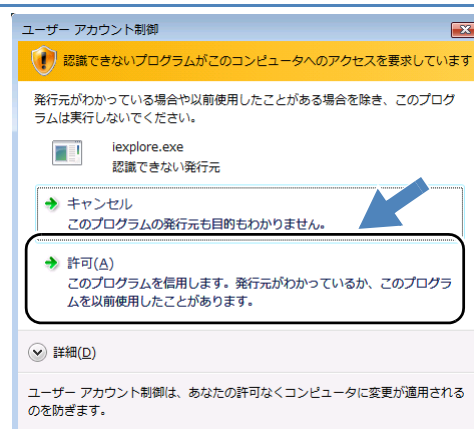 ユーザー アカウント制御
認識できないプログラムがこのコンピュータへのアクセスを要求しています
発行元がわかっている場合や以前使用したことがある場合を除き、このプログ
ラムは実行しないでください。
iexplore.exe
認識できない発行元
キャンセル
このプログラムの発行元も目的もわかりません。
許可(A)
このプログラムを信用します。発行元がわかっているか、このプログラ
ムを以前使用したことがあります。
詳細(D)
ユーザー アカウント制御は、あなたの許可なくコンピュータに変更が適用される
のを防ぎます。